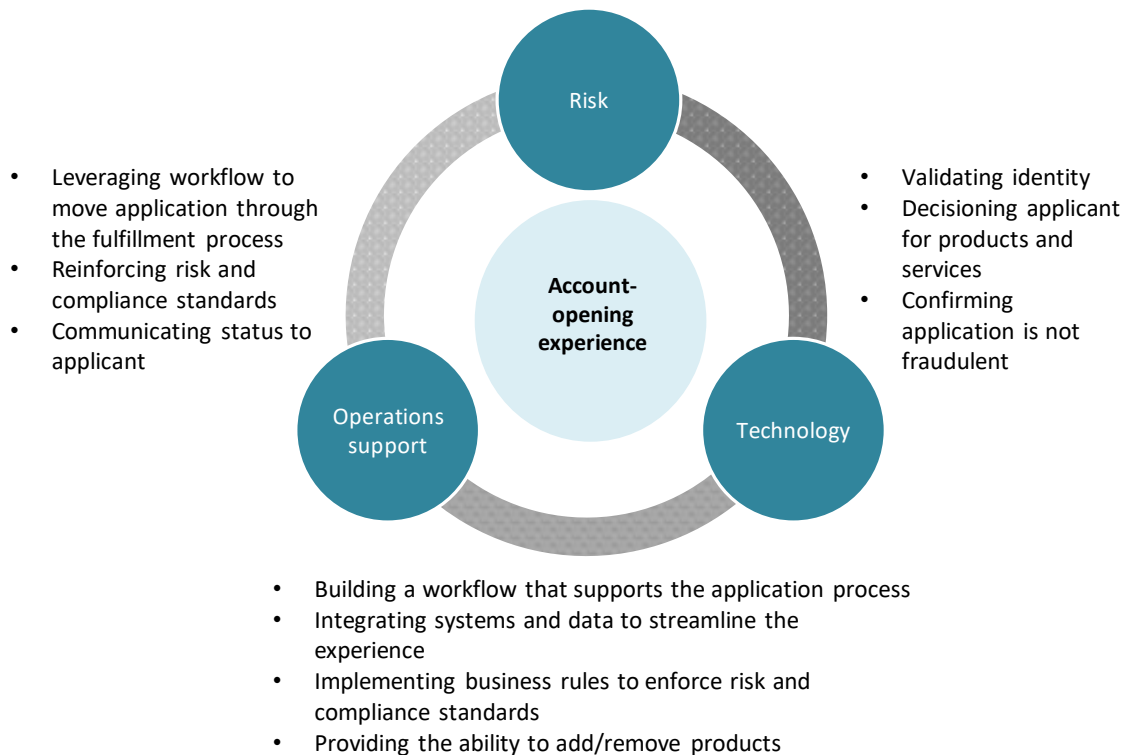 Risk
• Leveraging workflow to
move application through
the fulfillment process
• Reinforcing risk and
compliance standards
• Communicating status to
applicant
• Validating identity
• Decisioning applicant
for products and
services
• Confirming
application is not
fraudulent
Account-
opening
experience
Operations
support
Technology
• Building a workflow that supports the application process
• Integrating systems and data to streamline the
experience
• Implementing business rules to enforce risk and
compliance standards
• Providing the ability to add/remove products